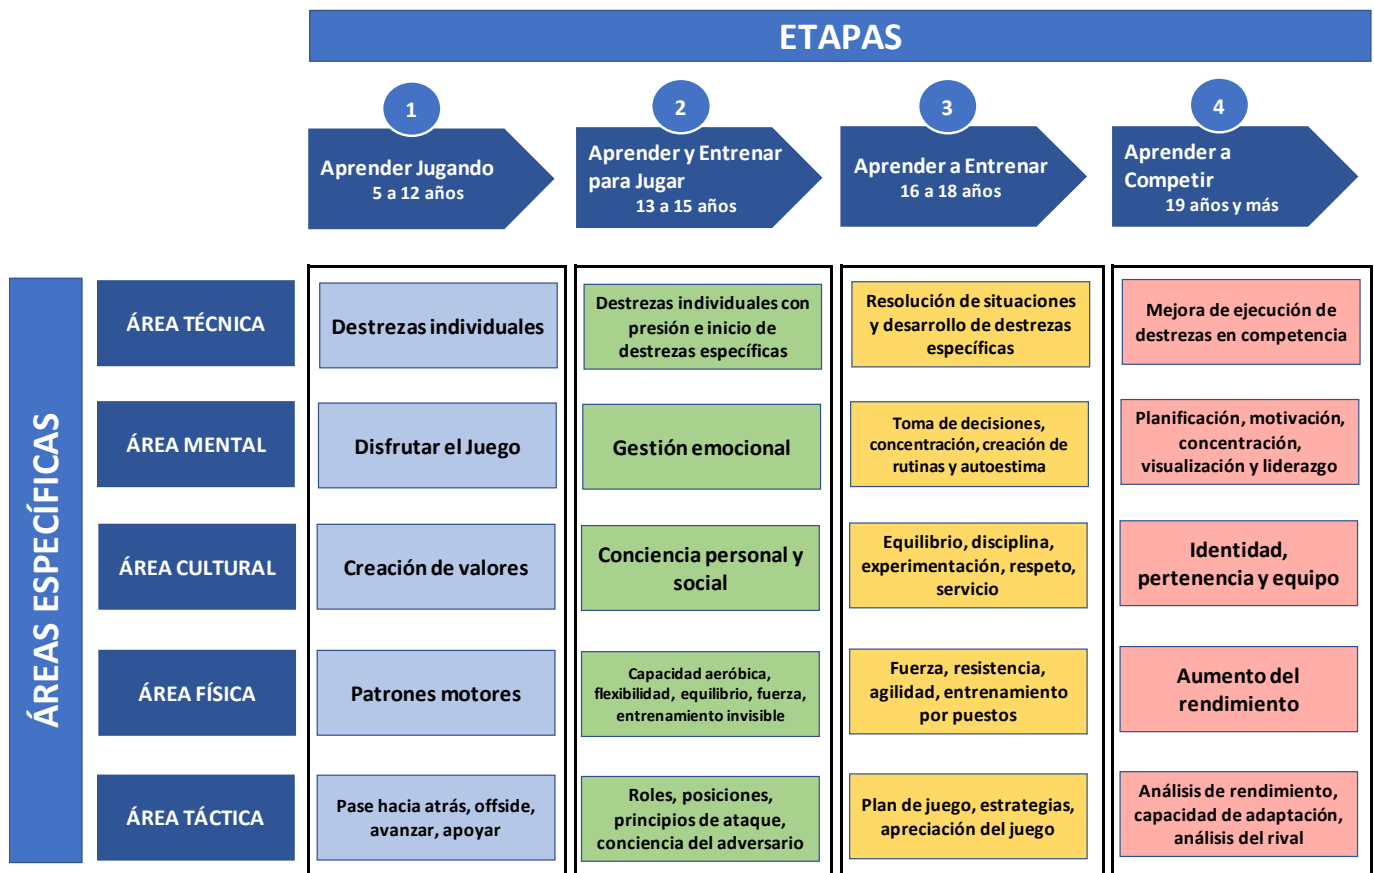 ETAPAS
1
Aprender Jugando
5 a 12 años
2
Aprender y Entrenar
para Jugar
13 a 15 años
3
Aprender a Entrenar
16 a 18 años
4
Aprender a
Competir
19 años y más
ÁREAS ESPECÍFICAS
ÁREA TÉCNICA
Destrezas individuales
Destrezas individuales con
presión e inicio de
destrezas específicas
Resolución de situaciones
y desarrollo de destrezas
específicas
Mejora de ejecución de
destrezas en competencia
ÁREA MENTAL
Disfrutar el Juego
Gestión emocional
Toma de decisiones,
concentración, creación de
rutinas y autoestima
Planificación, motivación,
concentración,
visualización y liderazgo
ÁREA CULTURAL
Creación de valores
Conciencia personal y
social
Equilibrio, disciplina,
experimentación, respeto,
servicio
Identidad,
pertenencia y equipo
ÁREA FÍSICA
Patrones motores
Capacidad aeróbica,
flexibilidad, equilibrio, fuerza,
entrenamiento invisible
Fuerza, resistencia,
agilidad, entrenamiento
por puestos
Aumento del
rendimiento
ÁREA TÁCTICA
Pase hacia atrás, offside,
avanzar, apoyar
Roles, posiciones,
principios de ataque,
conciencia del adversario
Plan de juego, estrategias,
apreciación del juego
Análisis de rendimiento,
capacidad de adaptación,
análisis del rival